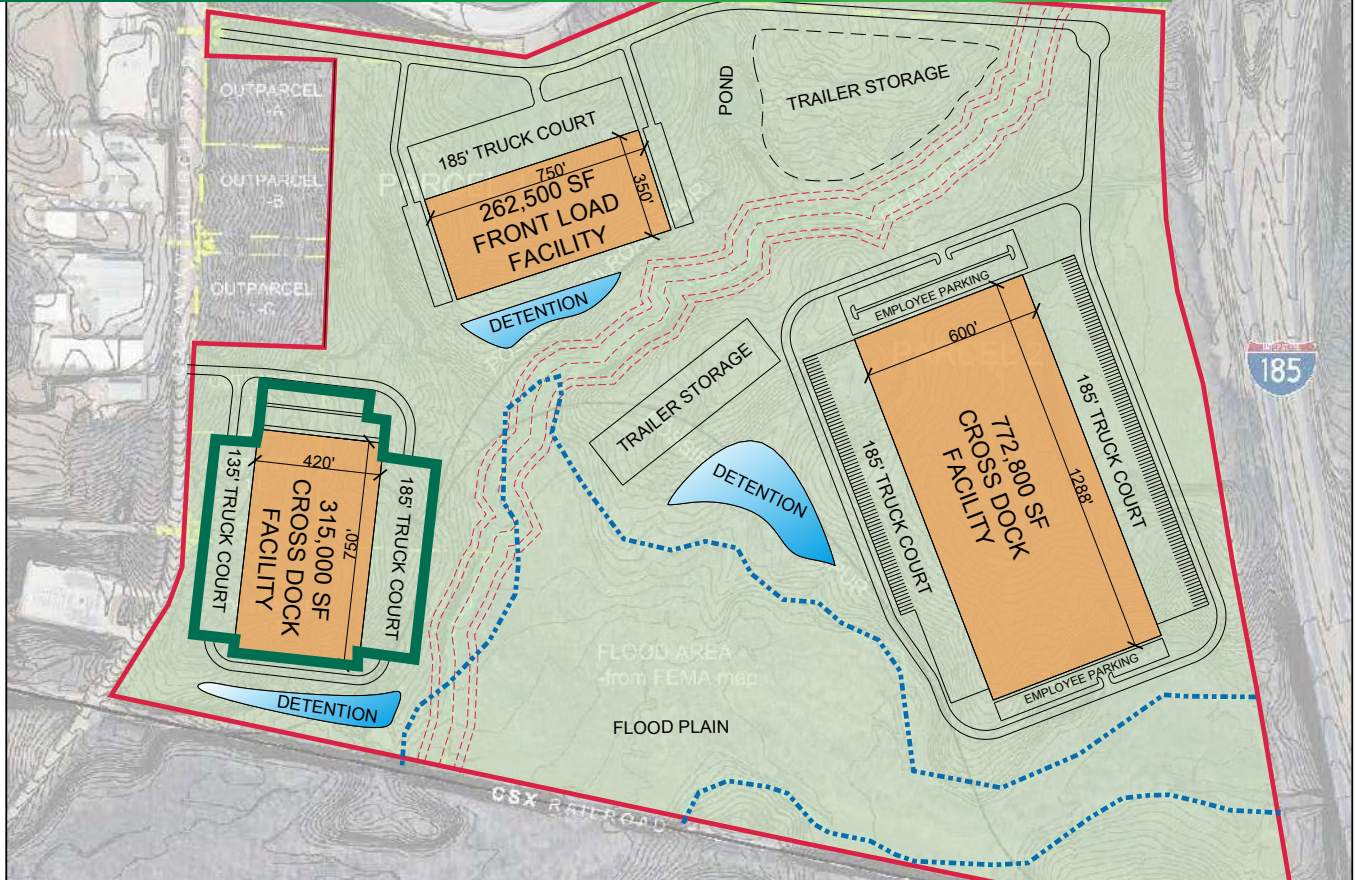 OUTPARCEL
-A
OUTPARCEL
-B
OUTPARCEL
-C
185' TRUCK COURT
750'
350'
262,500 SF
FRONT LOAD
FACILITY
DETENTION
POND
TRAILER STORAGE
TRAILER STORAGE
DETENTION
EMPLOYEE PARKING
600'
1288'
772,800 SF
CROSS DOCK
FACILITY
185' TRUCK COURT
185' TRUCK COURT
EMPLOYEE PARKING
INTERSTATE
185
135' TRUCK COURT
420'
750'
315,000 SF
CROSS DOCK
FACILITY
185' TRUCK COURT
DETENTION
FLOOD AREA
-from FEMA map
FLOOD PLAIN
CSX RAILROAD